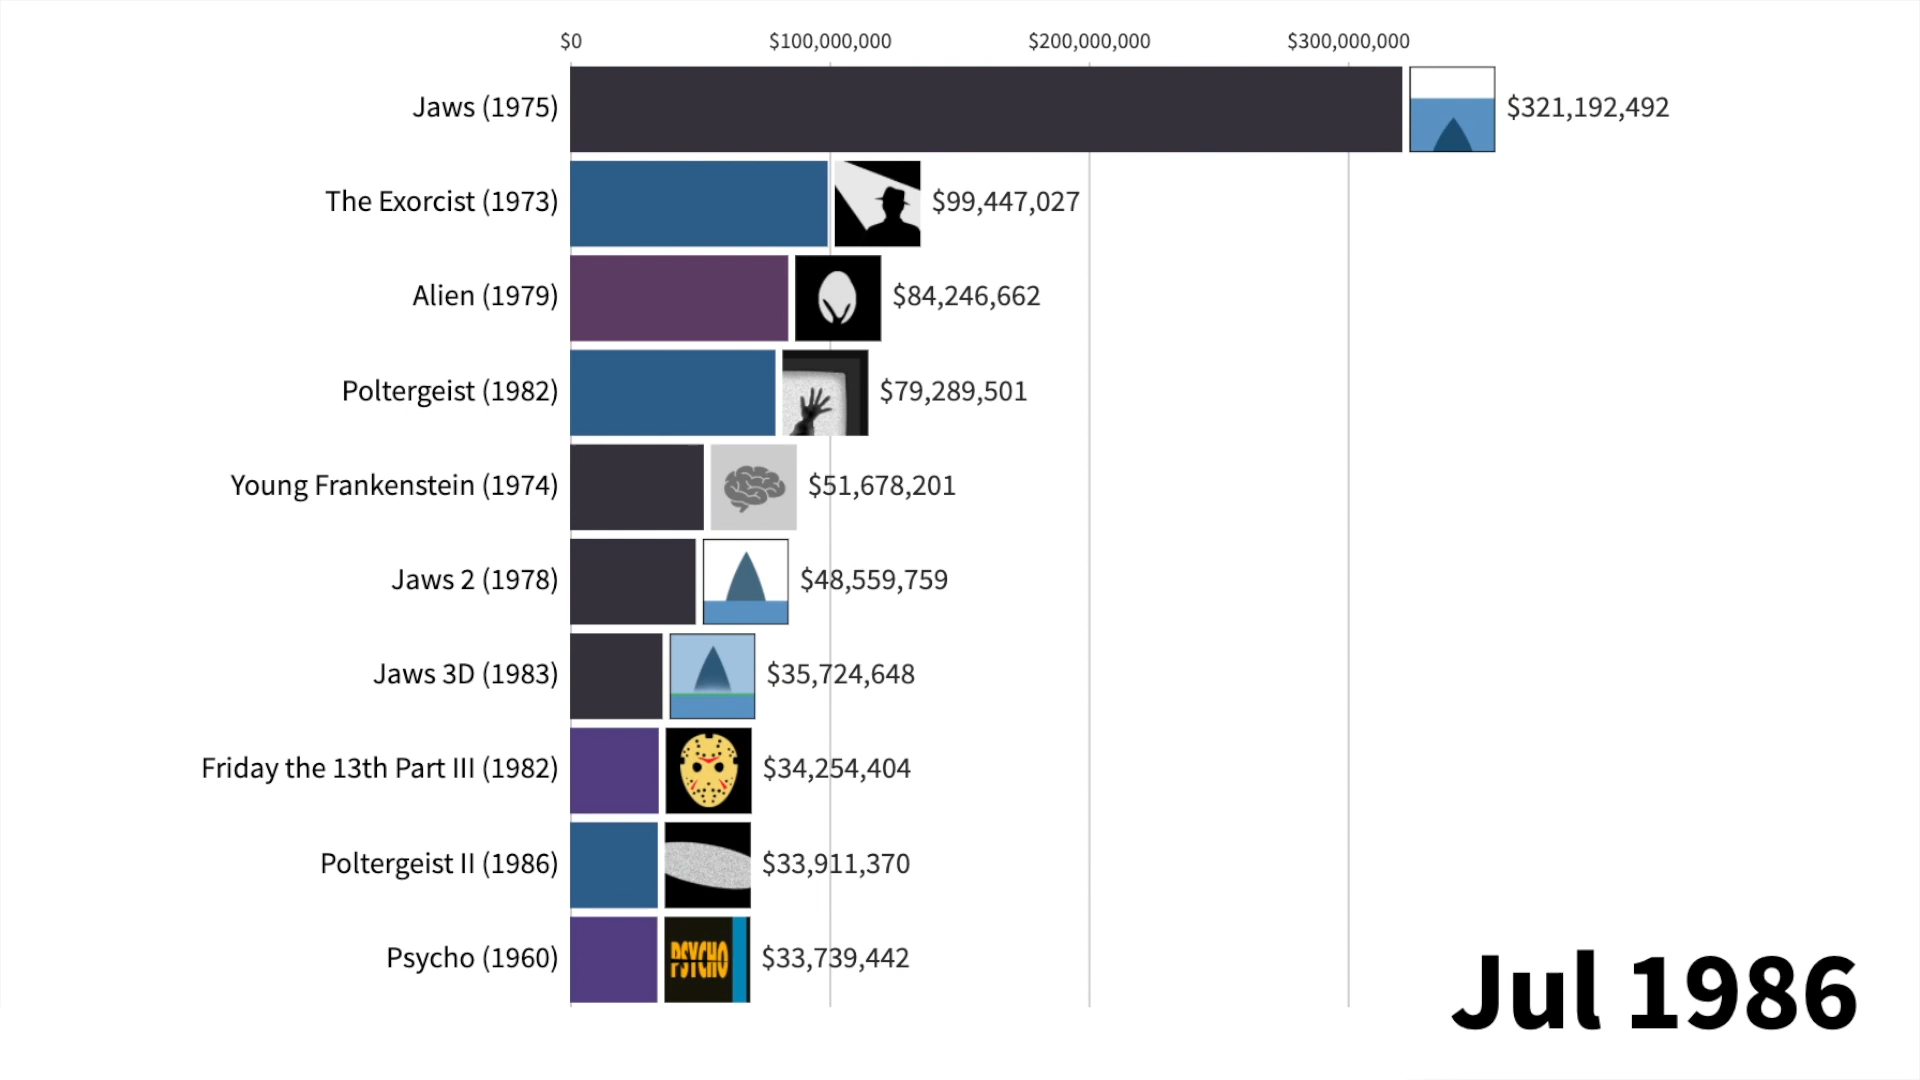 $0 $100,000,000 $200,000,000 $300,000,000
Jaws (1975) $321,192,492
The Exorcist (1973) $99,447,027
Alien (1979) $84,246,662
Poltergeist (1982) $79,289,501
Young Frankenstein (1974) $51,678,201
Jaws 2 (1978) $48,559,759
Jaws 3D (1983) $35,724,648
Friday the 13th Part III (1982) $34,254,404
Poltergeist II (1986) $33,911,370
Psycho (1960) PSYCHO $33,739,442
Jul 1986